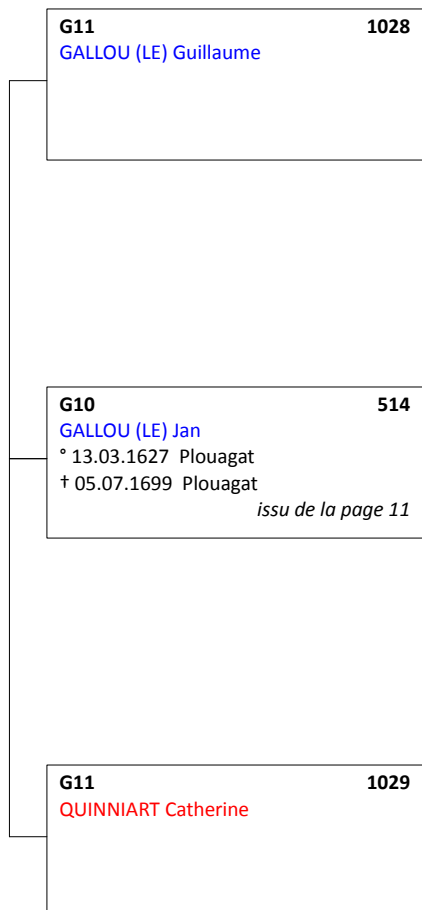 G11 1028
GALLOU (LE) Guillaume
G10 514
GALLOU (LE) Jan
° 13.03.1627 Plouagat
† 05.07.1699 Plouagat
issu de la page 11
G11 1029
QUINNIART Catherine